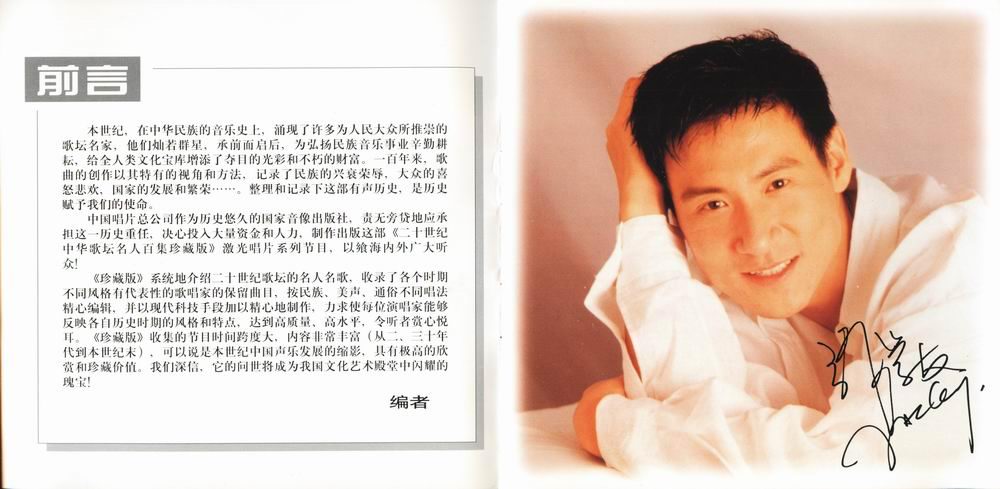 前言
本世纪，在中华民族的音乐史上，涌现了许多为人民大众所推崇的
歌坛名家，他们灿若群星，承前而启后，为弘扬民族音乐事业辛勤耕
耘，给全人类文化宝库增添了夺目的光彩和不朽的财富。一百年来，歌
曲的创作以其特有的视角和方法，记录了民族的兴衰荣辱，大众的喜
怒悲欢，国家的发展和繁荣……。整理和记录下这部有声历史，是历史
赋予我们的使命。
中国唱片总公司作为历史悠久的国家音像出版社，责无旁贷地应承
担这一历史重任，决心投入大量资金和人力，制作出版这部《二十世纪
中华歌坛名人百集珍藏版》激光唱片系列节目，以飨海内外广大听
众！
《珍藏版》系统地介绍二十世纪歌坛的名人名歌，收录了各个时期
不同风格有代表性的歌唱家的保留曲目，按民族、美声，通俗不同唱法
精心编辑，并以现代科技手段加以精心地制作，力求使每位演唱家能够
反映各自历史时期的风格和特点，达到高质量、高水平，令听者赏心悦
耳。《珍藏版》收集的节目时间跨度大，内容非常丰富（从二、三十年
代到本世纪末），可以说是本世纪中国声乐发展的缩影，具有极高的欣
赏和珍藏价值。我们深信，它的问世将成为我国文化艺术殿堂中闪耀的
瑰宝！
编者